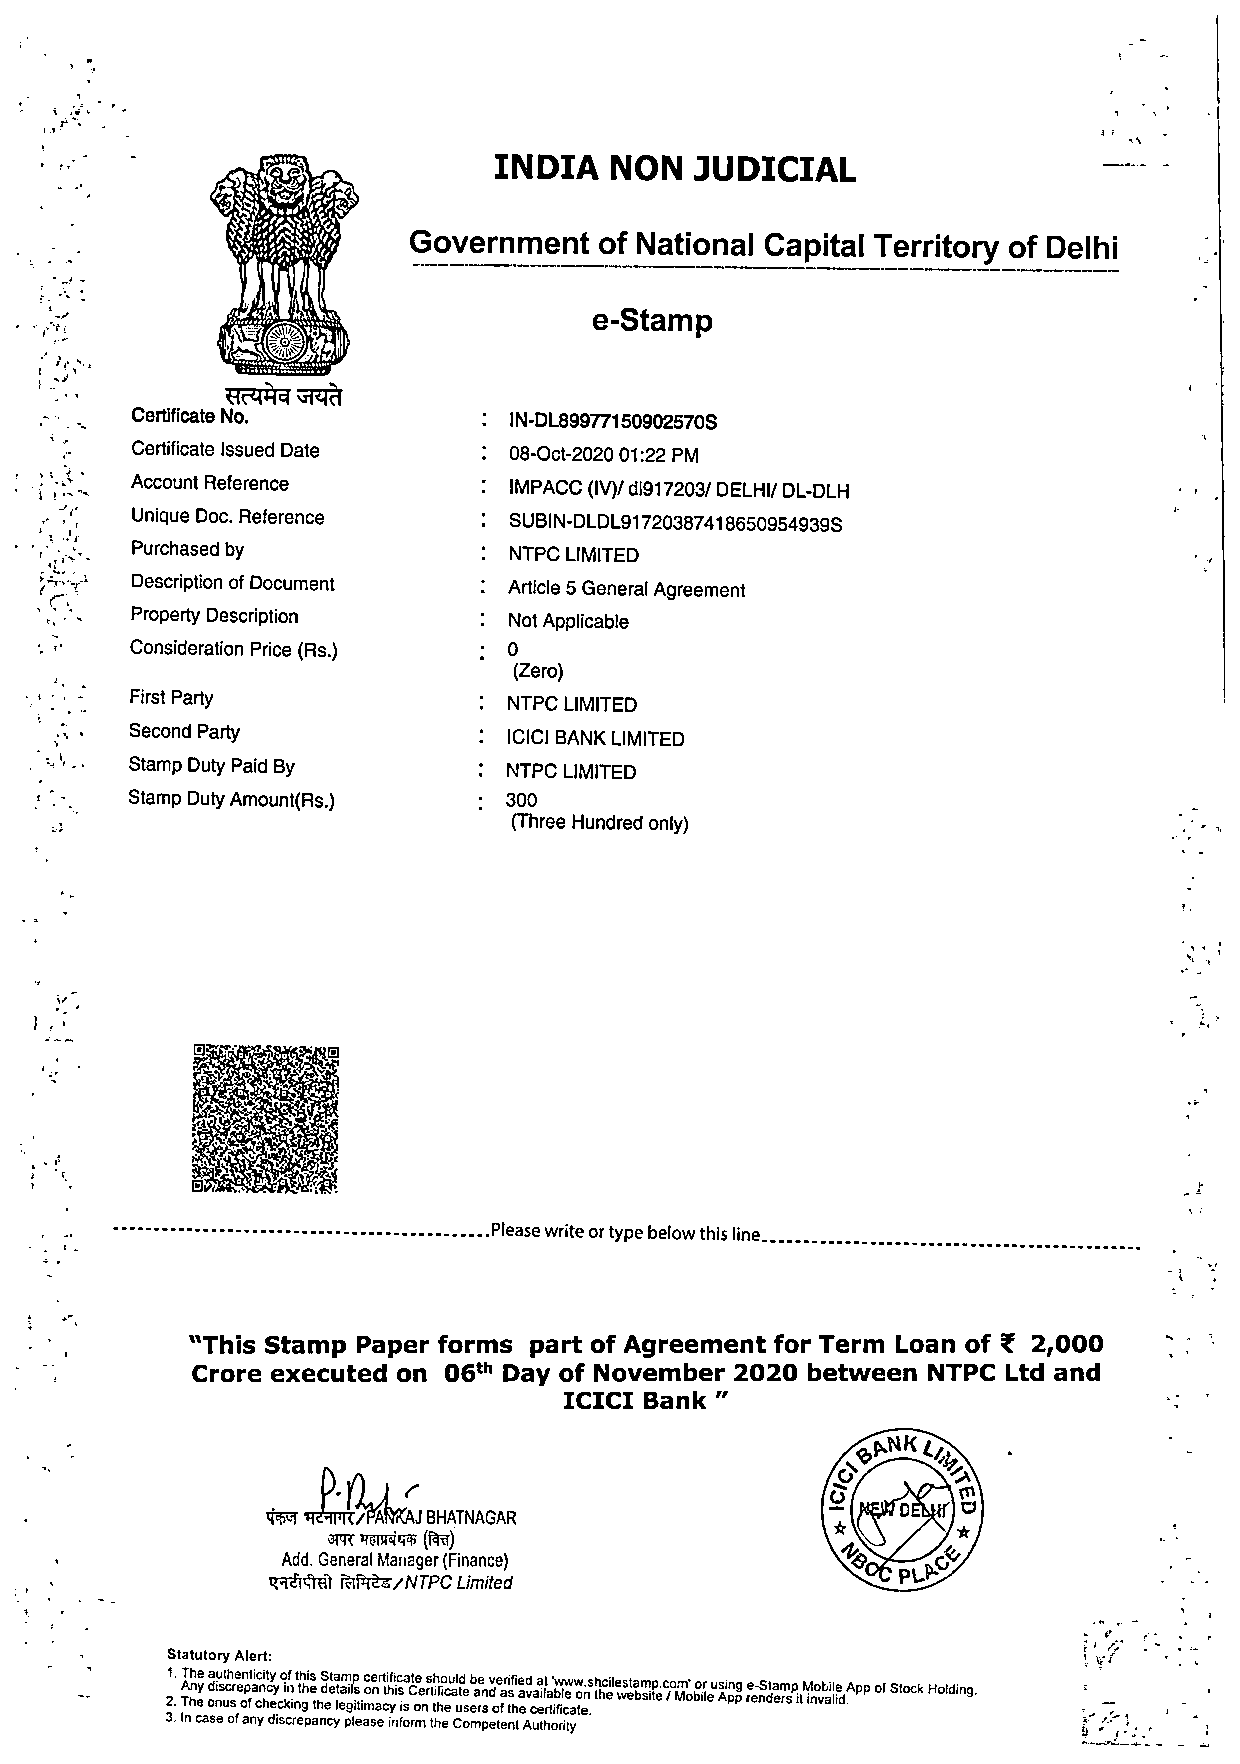 INDIA NON JUDICIAL
Government of National Capital Territory of Delhi
e-Stamp
सत्यमेव जयते
Certificate No. : IN-DL89977150902570S
Certificate Issued Date : 08-Oct-2020 01:22 PM
Account Reference : IMPACC (IV)/ dl917203/ DELHI/ DL-DLH
Unique Doc. Reference : SUBIN-DLDL91720387418650954939S
Purchased by : NTPC LIMITED
Description of Document : Article 5 General Agreement
Property Description : Not Applicable
Consideration Price (Rs.) : 0
(Zero)
First Party : NTPC LIMITED
Second Party : ICICI BANK LIMITED
Stamp Duty Paid By : NTPC LIMITED
Stamp Duty Amount(Rs.) : 300
(Three Hundred only)
Please write or type below this line
"This Stamp Paper forms part of Agreement for Term Loan of ₹ 2,000
Crore executed on 06th Day of November 2020 between NTPC Ltd and
ICICI Bank "
पंकज भटनागर/PANKAJ BHATNAGAR
अपर महाप्रबंधक (वित्त)
Add. General Manager (Finance)
एनटीपीसी लिमिटेड/NTPC Limited
ICICI BANK LIMITED
NEW DELHI
NBCC PLACE
Statutory Alert:
1. The authenticity of this Stamp certificate should be verified at 'www.shcilestamp.com' or using e-Stamp Mobile App of Stock Holding.
Any discrepancy in the details on this Certificate and as available on the website / Mobile App renders it invalid.
2. The onus of checking the legitimacy is on the users of the certificate.
3. In case of any discrepancy please inform the Competent Authority